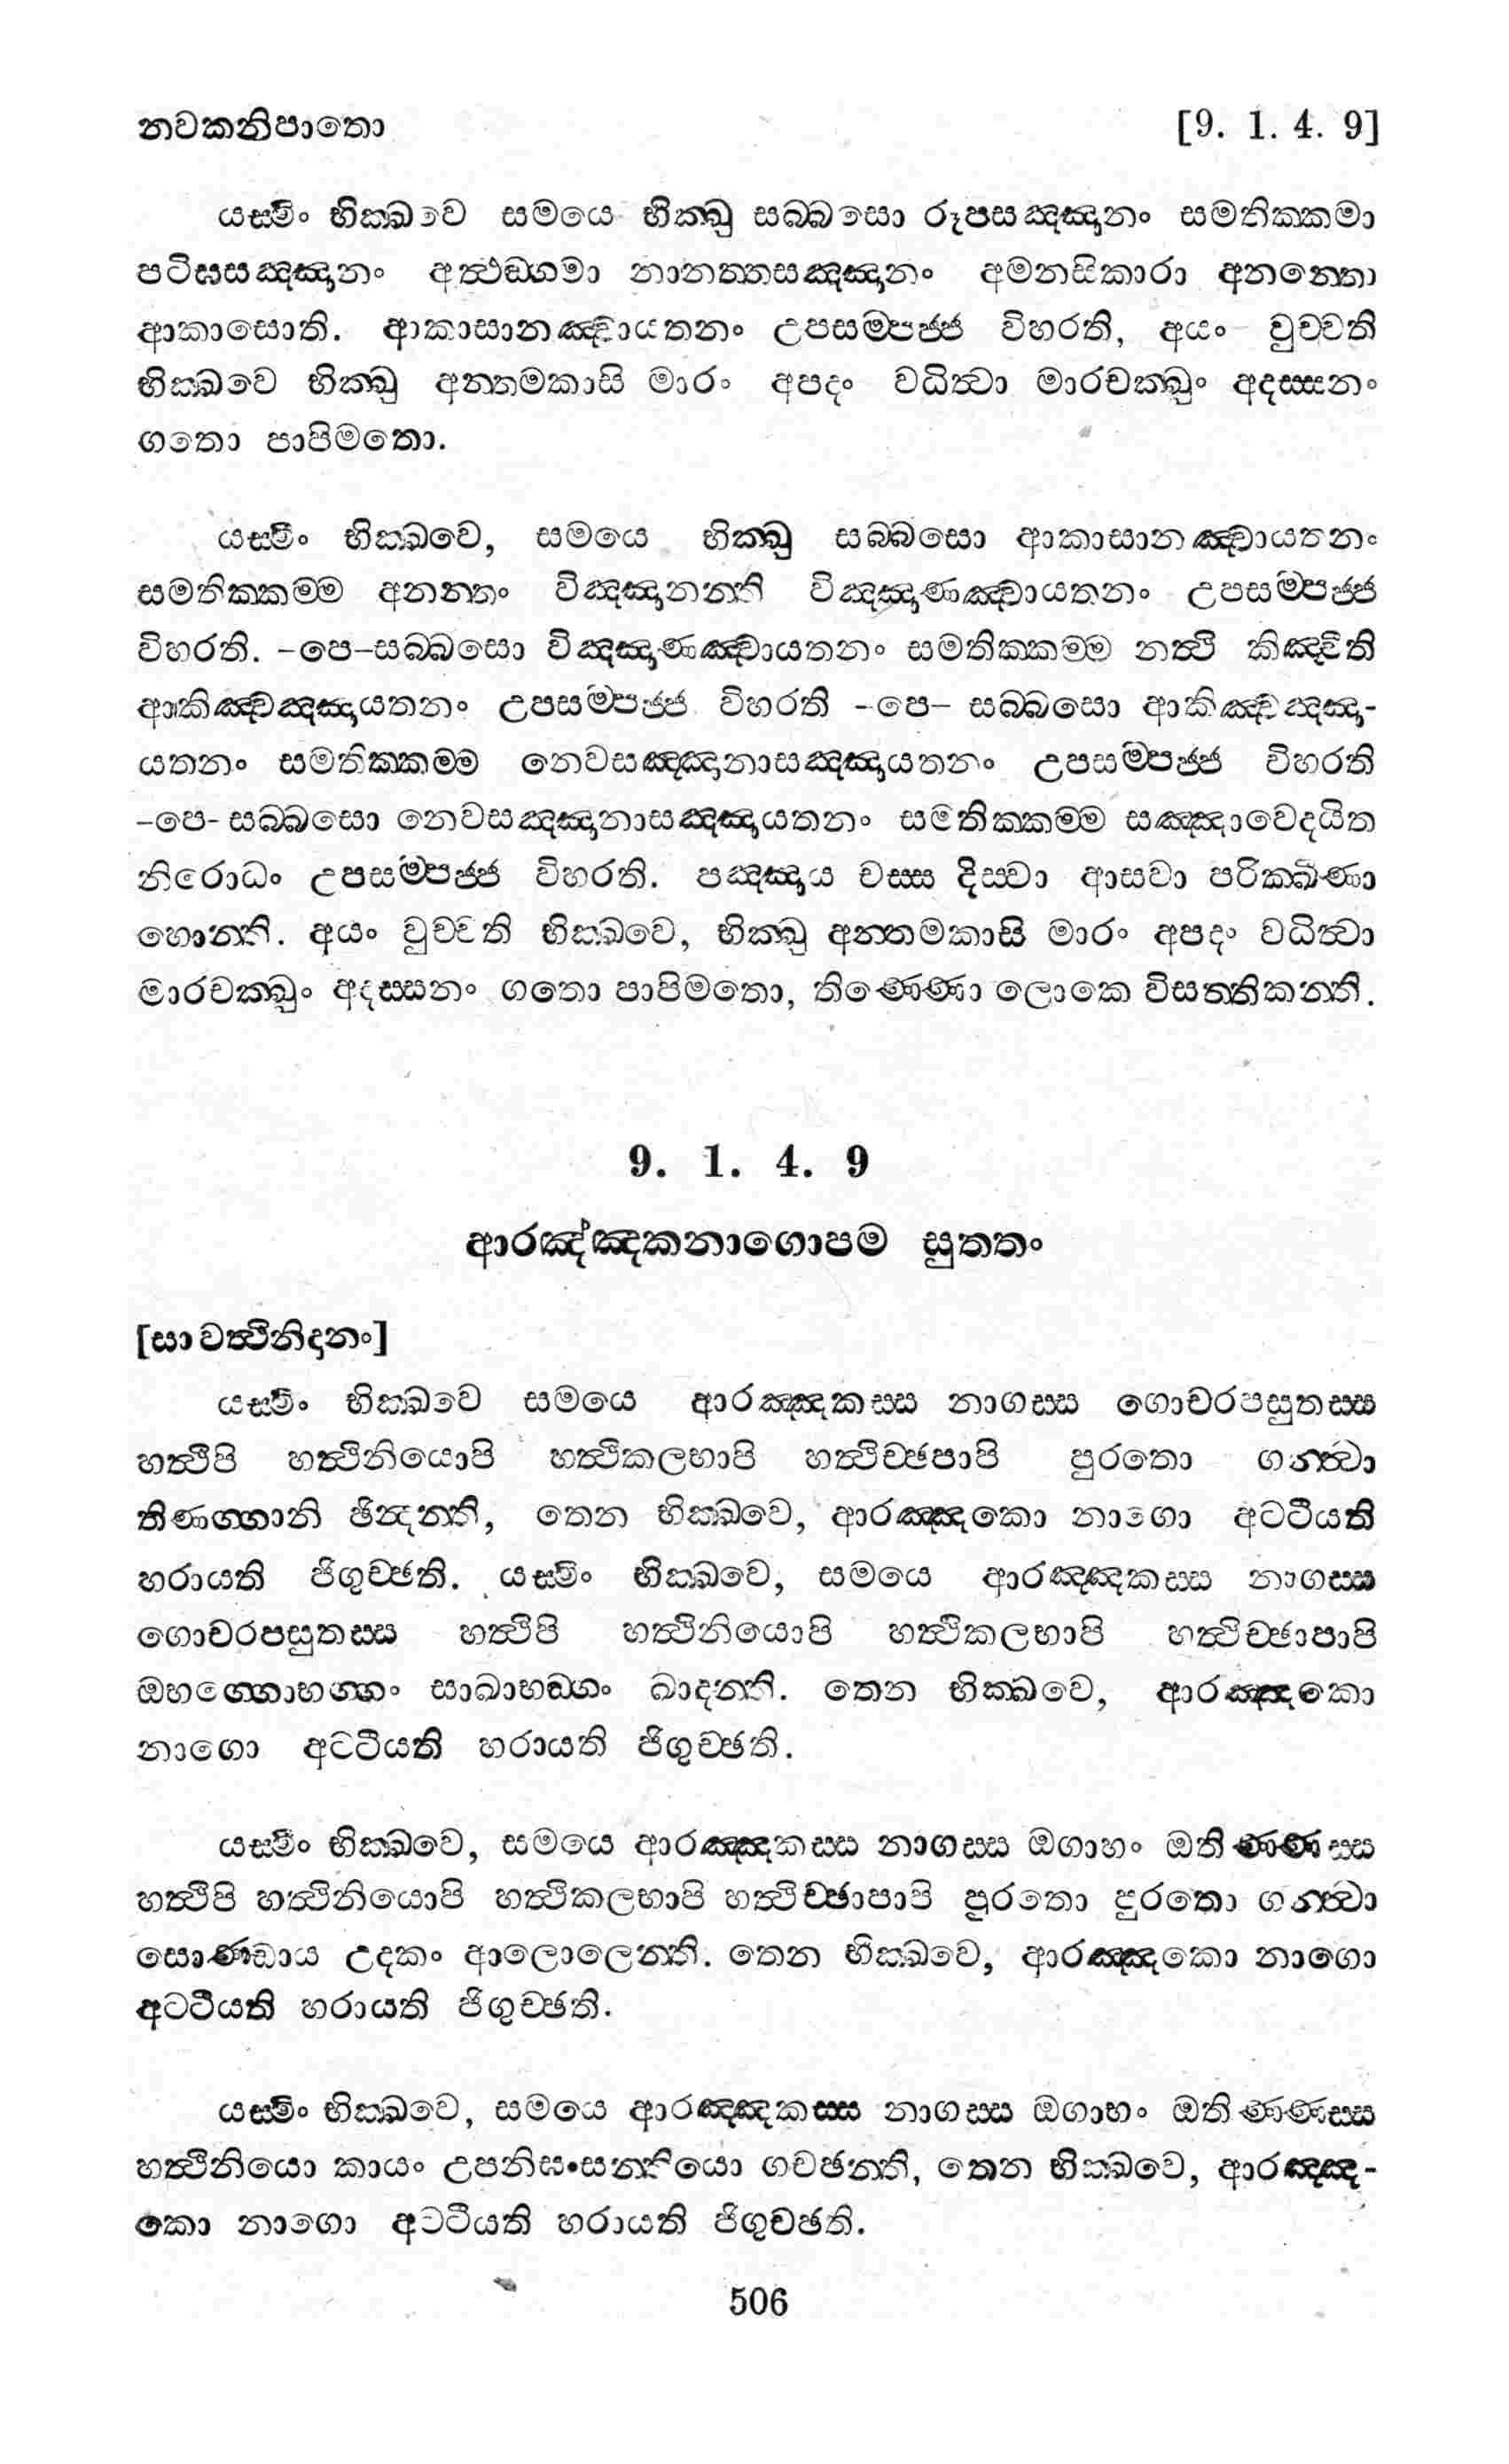 නවකනිපාතො [9. 1. 4. 9]
යස්මිං භික්ඛවෙ සමයෙ භික්ඛු සබ්බසො රූපසඤ්ඤානං සමතික්කමා
පටිඝසඤ්ඤානං අත්ථඞ්ගමා නානත්තසඤ්ඤානං අමනසිකාරා අනන්තො
ආකාසොති. ආකාසානඤ්චායතනං උපසම්පජ්ජ විහරති, අයං වුච්චති
භික්ඛවෙ භික්ඛු අන්තමකාසි මාරං අපදං වධිත්වා මාරචක්ඛුං අදස්සනං
ගතො පාපිමතො.
යස්මිං භික්ඛවෙ, සමයෙ භික්ඛු සබ්බසො ආකාසානඤ්චායතනං
සමතික්කම්ම අනන්තං විඤ්ඤානන්ති විඤ්ඤාණඤ්චායතනං උපසම්පජ්ජ
විහරති. -පෙ-සබ්බසො විඤ්ඤාණඤ්චායතනං සමතික්කම්ම නත්ථි කිඤ්චීති
ආකිඤ්චඤ්ඤායතනං උපසම්පජ්ජ විහරති -පෙ- සබ්බසො ආකිඤ්චඤ්ඤා-
යතනං සමතික්කම්ම නෙවසඤ්ඤානාසඤ්ඤායතනං උපසම්පජ්ජ විහරති
-පෙ- සබ්බසො නෙවසඤ්ඤානාසඤ්ඤායතනං සමතික්කම්ම සඤ්ඤාවෙදයිත
නිරොධං උපසම්පජ්ජ විහරති. පඤ්ඤාය චස්ස දිස්වා ආසවා පරික්ඛීණා
හොන්ති. අයං වුච්චති භික්ඛවෙ, භික්ඛු අන්තමකාසි මාරං අපදං වධිත්වා
මාරචක්ඛුං අදස්සනං ගතො පාපිමතො, තිණ්ණො ලොකෙ විසත්තිකන්ති.
9. 1. 4. 9
ආරඤ්ඤකනාගොපම සුත්තං
[සාවත්ථිනිදානං]
යස්මිං භික්ඛවෙ සමයෙ ආරඤ්ඤකස්ස නාගස්ස ගොචරපසුතස්ස
හත්ථීපි හත්ථිනියොපි හත්ථිකලභාපි හත්ථිච්ඡපාපි පුරතො ගන්ත්වා
තිණග්ගානි ඡින්දන්ති, තෙන භික්ඛවෙ, ආරඤ්ඤකො නාගො අට්ටීයති
හරායති ජිගුච්ඡති. යස්මිං භික්ඛවෙ, සමයෙ ආරඤ්ඤකස්ස නාගස්ස
ගොචරපසුතස්ස හත්ථීපි හත්ථිනියොපි හත්ථිකලභාපි හත්ථිච්ඡාපාපි
ඔභග්ගොභග්ගං සාඛාභඞ්ගං ඛාදන්ති. තෙන භික්ඛවෙ, ආරඤ්ඤකො
නාගො අට්ටීයති හරායති ජිගුච්ඡති.
යස්මිං භික්ඛවෙ, සමයෙ ආරඤ්ඤකස්ස නාගස්ස ඔගාහං ඔතිණ්ණස්ස
හත්ථීපි හත්ථිනියොපි හත්ථිකලභාපි හත්ථිච්ඡාපාපි පුරතො පුරතො ගන්ත්වා
සොණ්ඩාය උදකං ආලොලෙන්ති. තෙන භික්ඛවෙ, ආරඤ්ඤකො නාගො
අට්ටීයති හරායති ජිගුච්ඡති.
යස්මිං භික්ඛවෙ, සමයෙ ආරඤ්ඤකස්ස නාගස්ස ඔගාහං ඔතිණ්ණස්ස
හත්ථිනියො කායං උපනිඝංසන්තියො ගච්ඡන්ති, තෙන භික්ඛවෙ, ආරඤ්ඤ-
කො නාගො අට්ටීයති හරායති ජිගුච්ඡති.
506